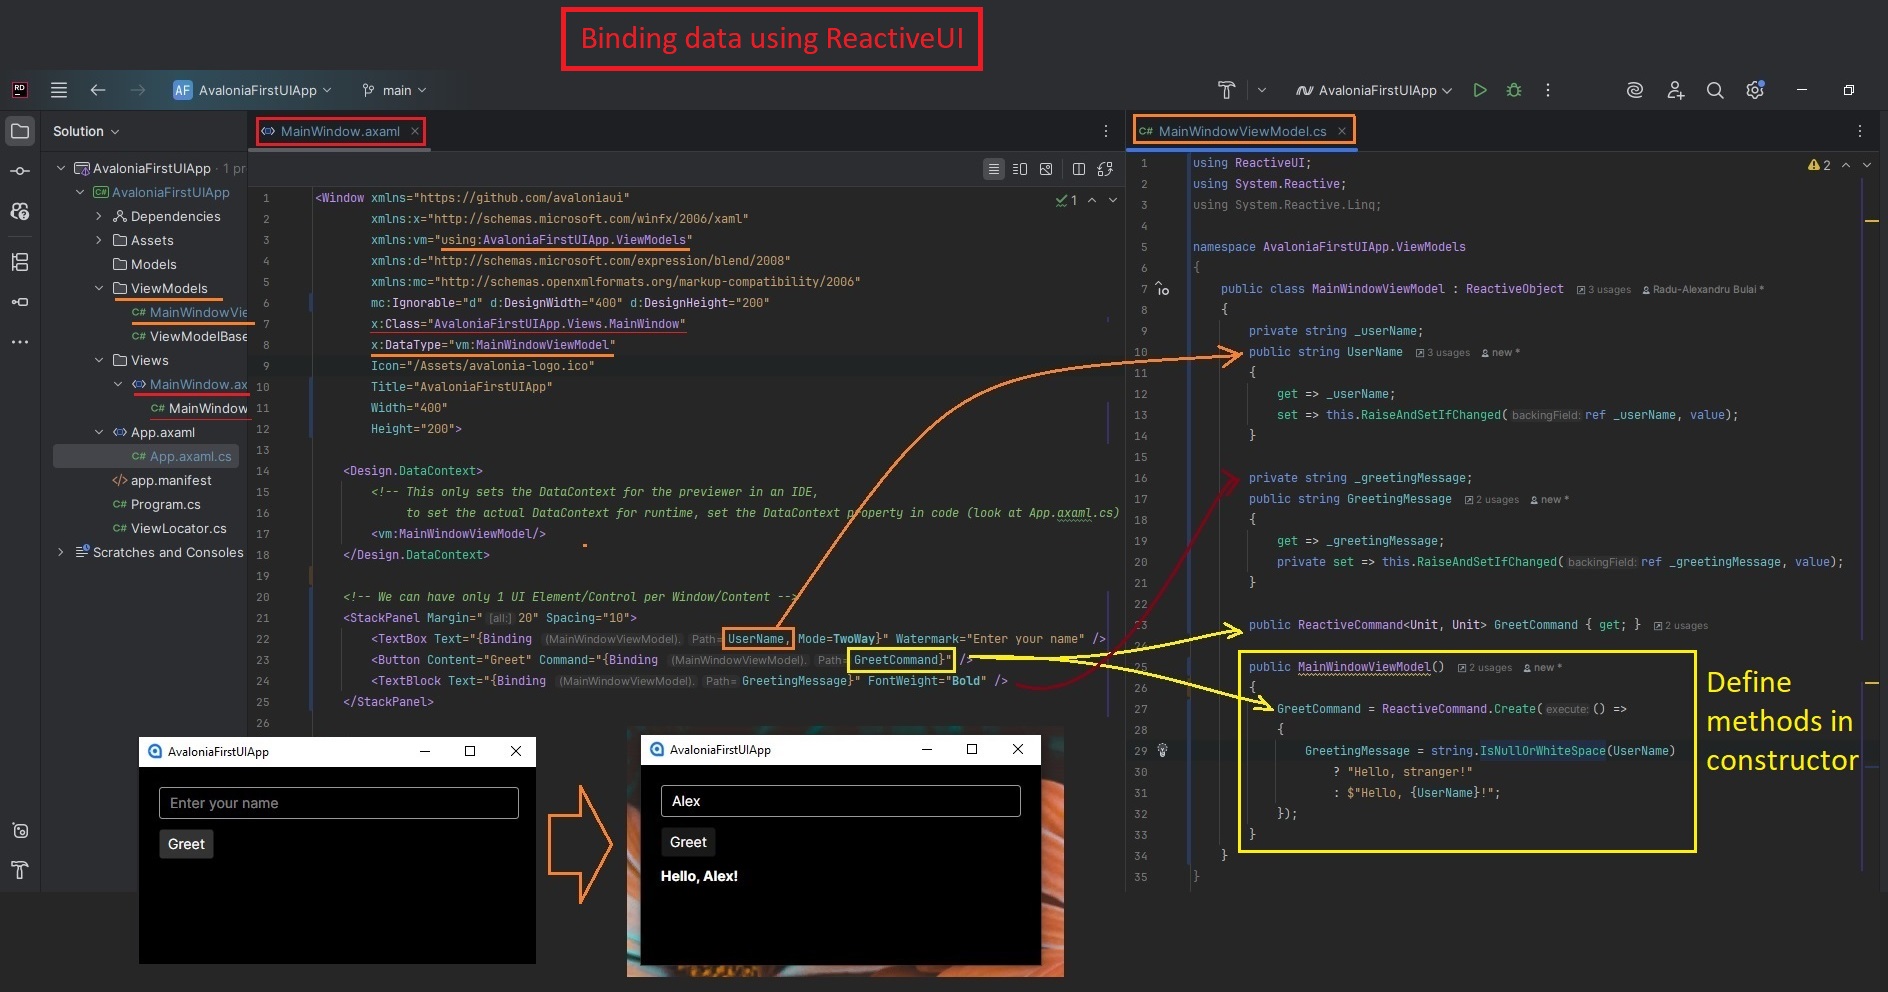 Binding data using ReactiveUI
RD
AF AvaloniaFirstUIApp
main
AvaloniaFirstUIApp
Solution
MainWindow.axaml
C# MainWindowViewModel.cs
AvaloniaFirstUIApp · 1 pr
C# AvaloniaFirstUIApp
Dependencies
Assets
Models
ViewModels
C# MainWindowVie
C# ViewModelBase
Views
MainWindow.ax
C# MainWindow
App.axaml
C# App.axaml.cs
</> app.manifest
C# Program.cs
C# ViewLocator.cs
Scratches and Consoles
1
1 <Window xmlns="https://github.com/avaloniaui"
2 xmlns:x="http://schemas.microsoft.com/winfx/2006/xaml"
3 xmlns:vm="using:AvaloniaFirstUIApp.ViewModels"
4 xmlns:d="http://schemas.microsoft.com/expression/blend/2008"
5 xmlns:mc="http://schemas.openxmlformats.org/markup-compatibility/2006"
6 mc:Ignorable="d" d:DesignWidth="400" d:DesignHeight="200"
7 x:Class="AvaloniaFirstUIApp.Views.MainWindow"
8 x:DataType="vm:MainWindowViewModel"
9 Icon="/Assets/avalonia-logo.ico"
10 Title="AvaloniaFirstUIApp"
11 Width="400"
12 Height="200">
13
14 <Design.DataContext>
15 <!-- This only sets the DataContext for the previewer in an IDE,
16 to set the actual DataContext for runtime, set the DataContext property in code (look at App.axaml.cs)
17 <vm:MainWindowViewModel/>
18 </Design.DataContext>
19
20 <!-- We can have only 1 UI Element/Control per Window/Content -->
21 <StackPanel Margin="[all:]20" Spacing="10">
22 <TextBox Text="{Binding (MainWindowViewModel). Path=UserName, Mode=TwoWay}" Watermark="Enter your name" />
23 <Button Content="Greet" Command="{Binding (MainWindowViewModel). Path=GreetCommand}" />
24 <TextBlock Text="{Binding (MainWindowViewModel). Path=GreetingMessage}" FontWeight="Bold" />
25 </StackPanel>
26
2
1 using ReactiveUI;
2 using System.Reactive;
3 using System.Reactive.Linq;
4
5 namespace AvaloniaFirstUIApp.ViewModels
6 {
7 public class MainWindowViewModel : ReactiveObject 3 usages Radu-Alexandru Bulai *
8 {
9 private string _userName;
10 public string UserName 3 usages new *
11 {
12 get => _userName;
13 set => this.RaiseAndSetIfChanged(backingField: ref _userName, value);
14 }
15
16 private string _greetingMessage;
17 public string GreetingMessage 2 usages new *
18 {
19 get => _greetingMessage;
20 private set => this.RaiseAndSetIfChanged(backingField: ref _greetingMessage, value);
21 }
22
23 public ReactiveCommand<Unit, Unit> GreetCommand { get; } 2 usages
25 public MainWindowViewModel() 2 usages new *
26 {
27 GreetCommand = ReactiveCommand.Create(execute: () =>
28 {
29 GreetingMessage = string.IsNullOrWhiteSpace(UserName)
30 ? "Hello, stranger!"
31 : $"Hello, {UserName}!";
32 });
33 }
34 }
35 }
Define
methods in
constructor
AvaloniaFirstUIApp
Enter your name
Greet
AvaloniaFirstUIApp
Alex
Greet
Hello, Alex!